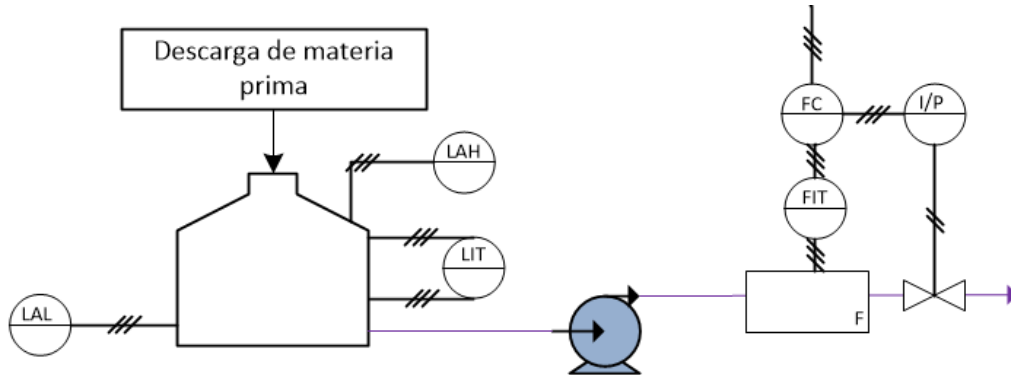 Descarga de materia
prima
LAH
LIT
LAL
FC
I/P
FIT
F